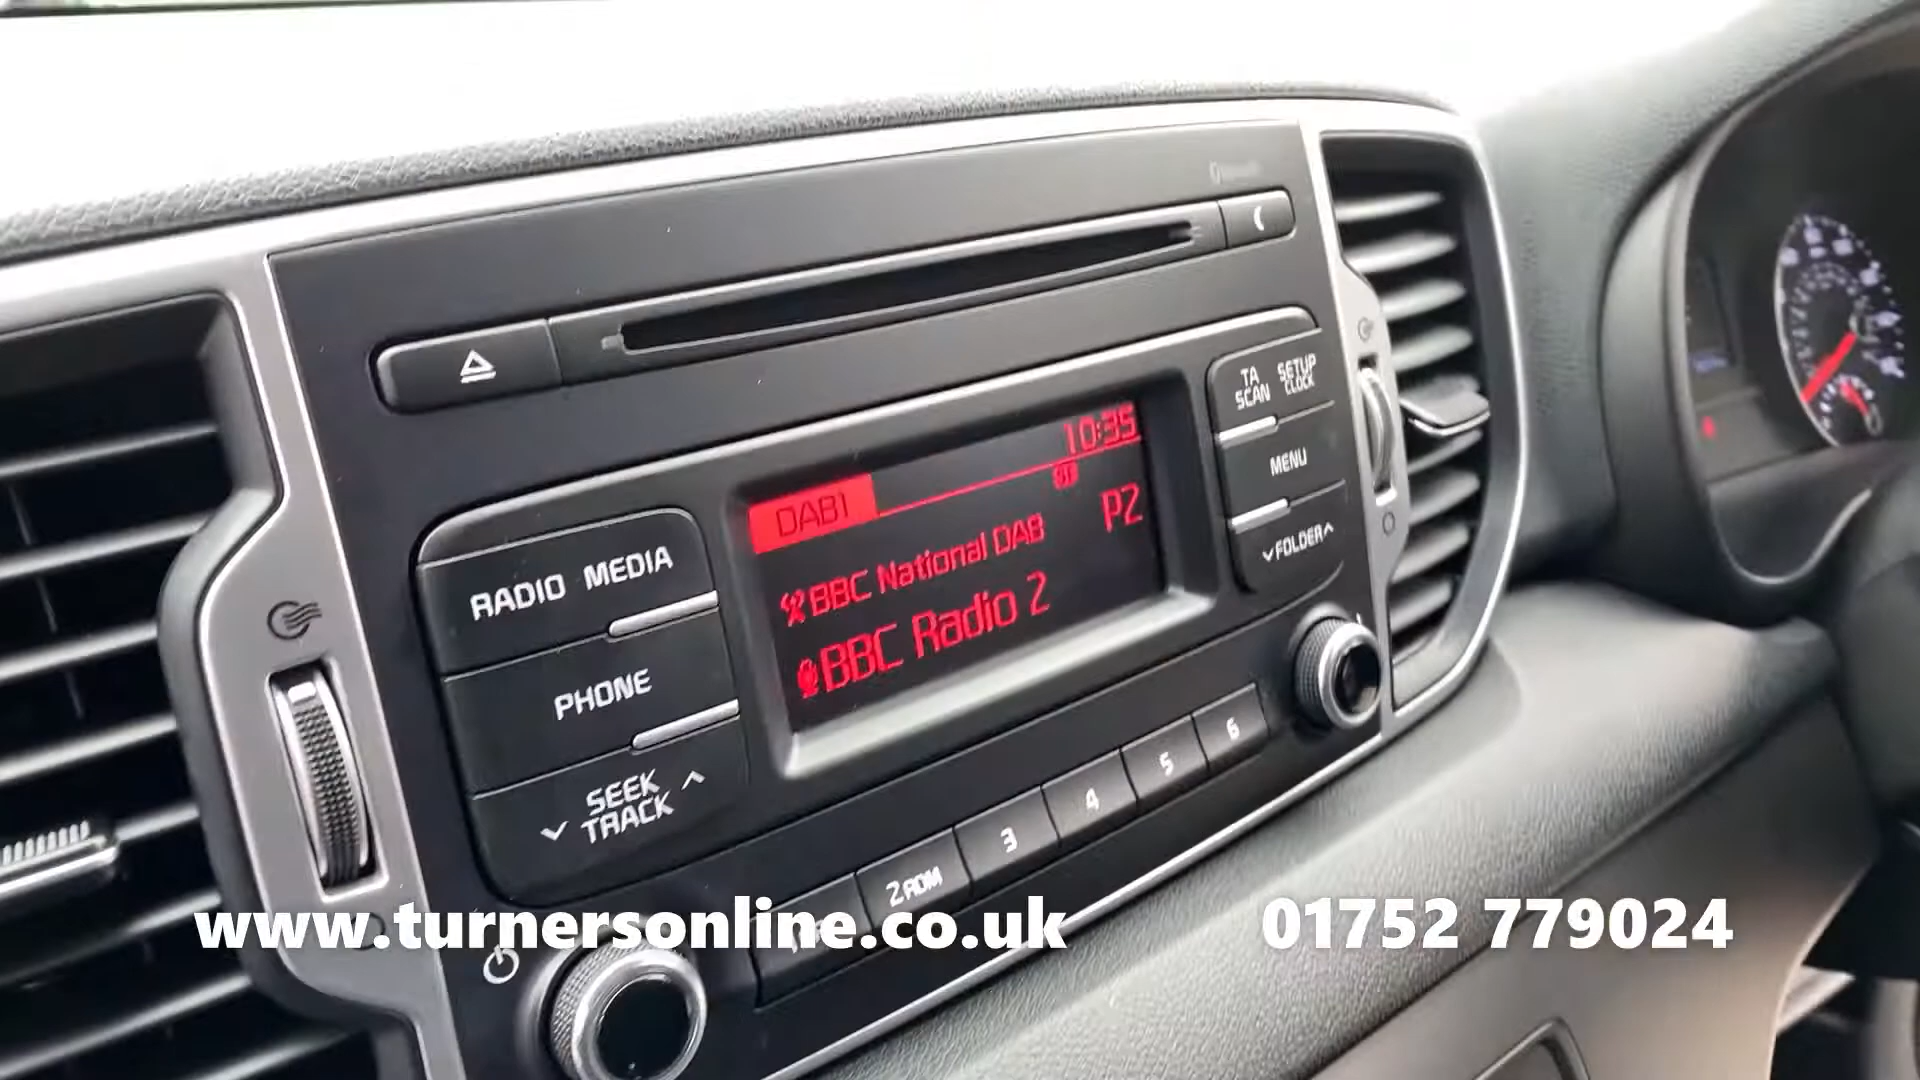 TA
SCAN
SETUP
CLOCK
10:35
DAB1
MENU
P2
BBC National DAB
FOLDER
RADIO MEDIA
BBC Radio 2
PHONE
SEEK
TRACK
6
5
4
3
2 RDM
www.turnersonline.co.uk 01752 779024